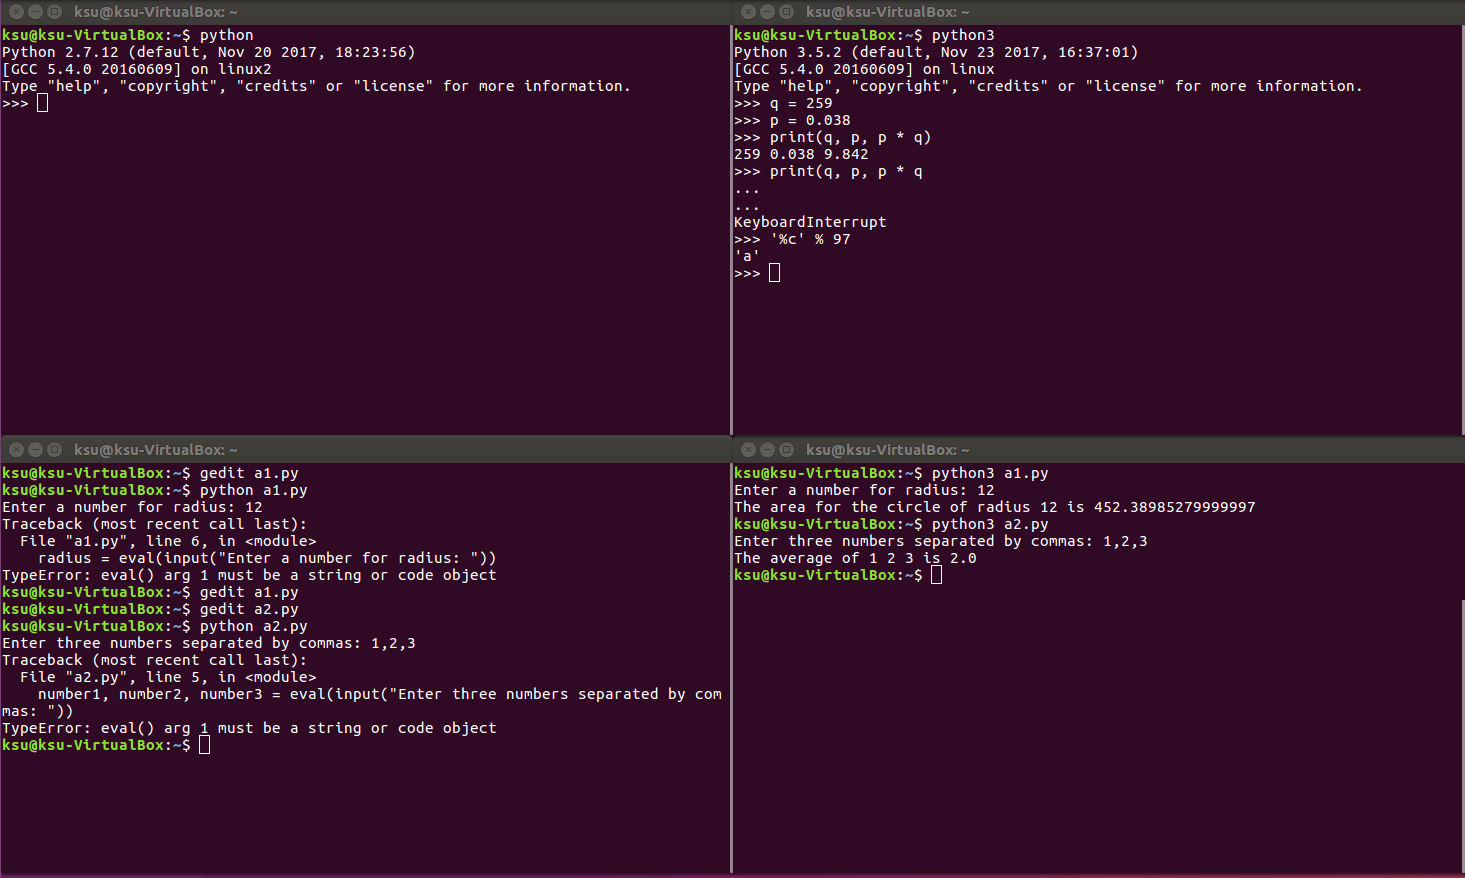 ksu@ksu-VirtualBox: ~
ksu@ksu-VirtualBox:~$ python
Python 2.7.12 (default, Nov 20 2017, 18:23:56)
[GCC 5.4.0 20160609] on linux2
Type "help", "copyright", "credits" or "license" for more information.
>>>
ksu@ksu-VirtualBox: ~
ksu@ksu-VirtualBox:~$ python3
Python 3.5.2 (default, Nov 23 2017, 16:37:01)
[GCC 5.4.0 20160609] on linux
Type "help", "copyright", "credits" or "license" for more information.
>>> q = 259
>>> p = 0.038
>>> print(q, p, p * q)
259 0.038 9.842
>>> print(q, p, p * q
...
...
KeyboardInterrupt
>>> '%c' % 97
'a'
>>>
ksu@ksu-VirtualBox: ~
ksu@ksu-VirtualBox:~$ gedit a1.py
ksu@ksu-VirtualBox:~$ python a1.py
Enter a number for radius: 12
Traceback (most recent call last):
  File "a1.py", line 6, in <module>
    radius = eval(input("Enter a number for radius: "))
TypeError: eval() arg 1 must be a string or code object
ksu@ksu-VirtualBox:~$ gedit a1.py
ksu@ksu-VirtualBox:~$ gedit a2.py
ksu@ksu-VirtualBox:~$ python a2.py
Enter three numbers separated by commas: 1,2,3
Traceback (most recent call last):
  File "a2.py", line 5, in <module>
    number1, number2, number3 = eval(input("Enter three numbers separated by com
mas: "))
TypeError: eval() arg 1 must be a string or code object
ksu@ksu-VirtualBox:~$
ksu@ksu-VirtualBox: ~
ksu@ksu-VirtualBox:~$ python3 a1.py
Enter a number for radius: 12
The area for the circle of radius 12 is 452.38985279999997
ksu@ksu-VirtualBox:~$ python3 a2.py
Enter three numbers separated by commas: 1,2,3
The average of 1 2 3 is 2.0
ksu@ksu-VirtualBox:~$